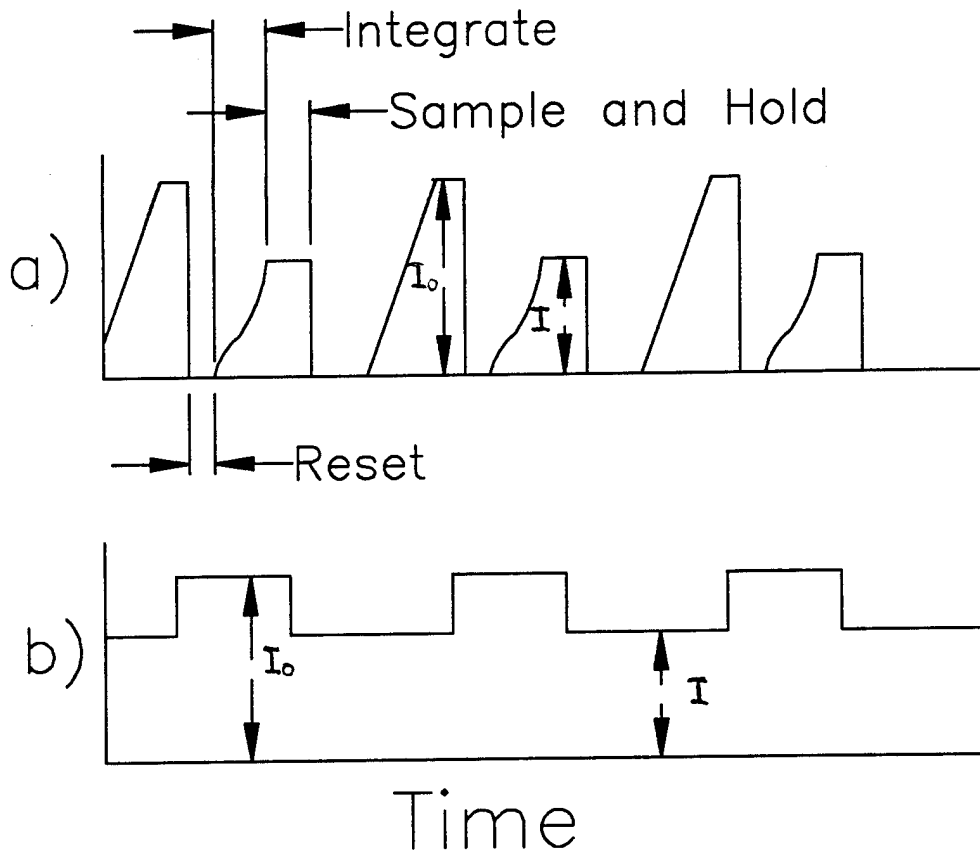 Integrate
Sample and Hold
a)
I₀
I
Reset
b)
I₀
I
Time